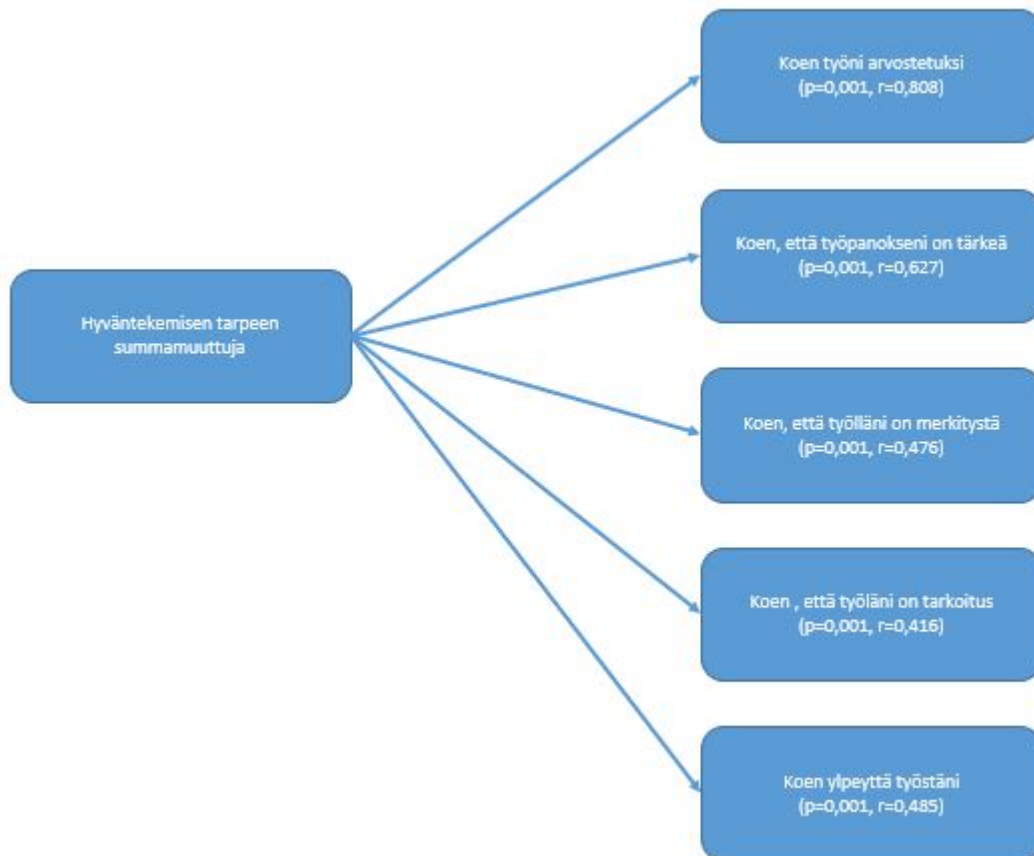 Koen työni arvostetuksi
(p=0,001, r=0,808)
Koen, että työpanokseni on tärkeä
(p=0,001, r=0,627)
Hyväntekemisen tarpeen
summamuuttuja
Koen, että työlläni on merkitystä
(p=0,001, r=0,476)
Koen , että työläni on tarkoitus
(p=0,001, r=0,416)
Koen ylpeyttä työstäni
(p=0,001, r=0,485)